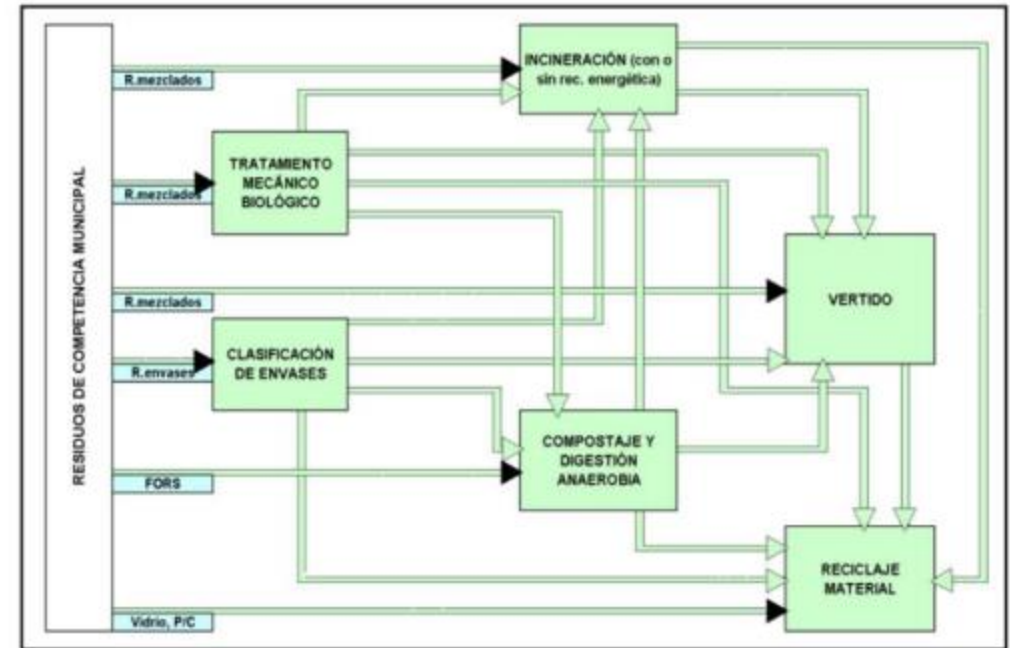 RESIDUOS DE COMPETENCIA MUNICIPAL
R.mezclados
INCINERACIÓN (con o
sin rec. energética)
TRATAMIENTO
MECÁNICO
BIOLÓGICO
R.mezclados
R.mezclados
VERTIDO
CLASIFICACIÓN
DE ENVASES
R.envases
COMPOSTAJE Y
DIGESTIÓN
ANAEROBIA
FORS
RECICLAJE
MATERIAL
Vidrio, P/C